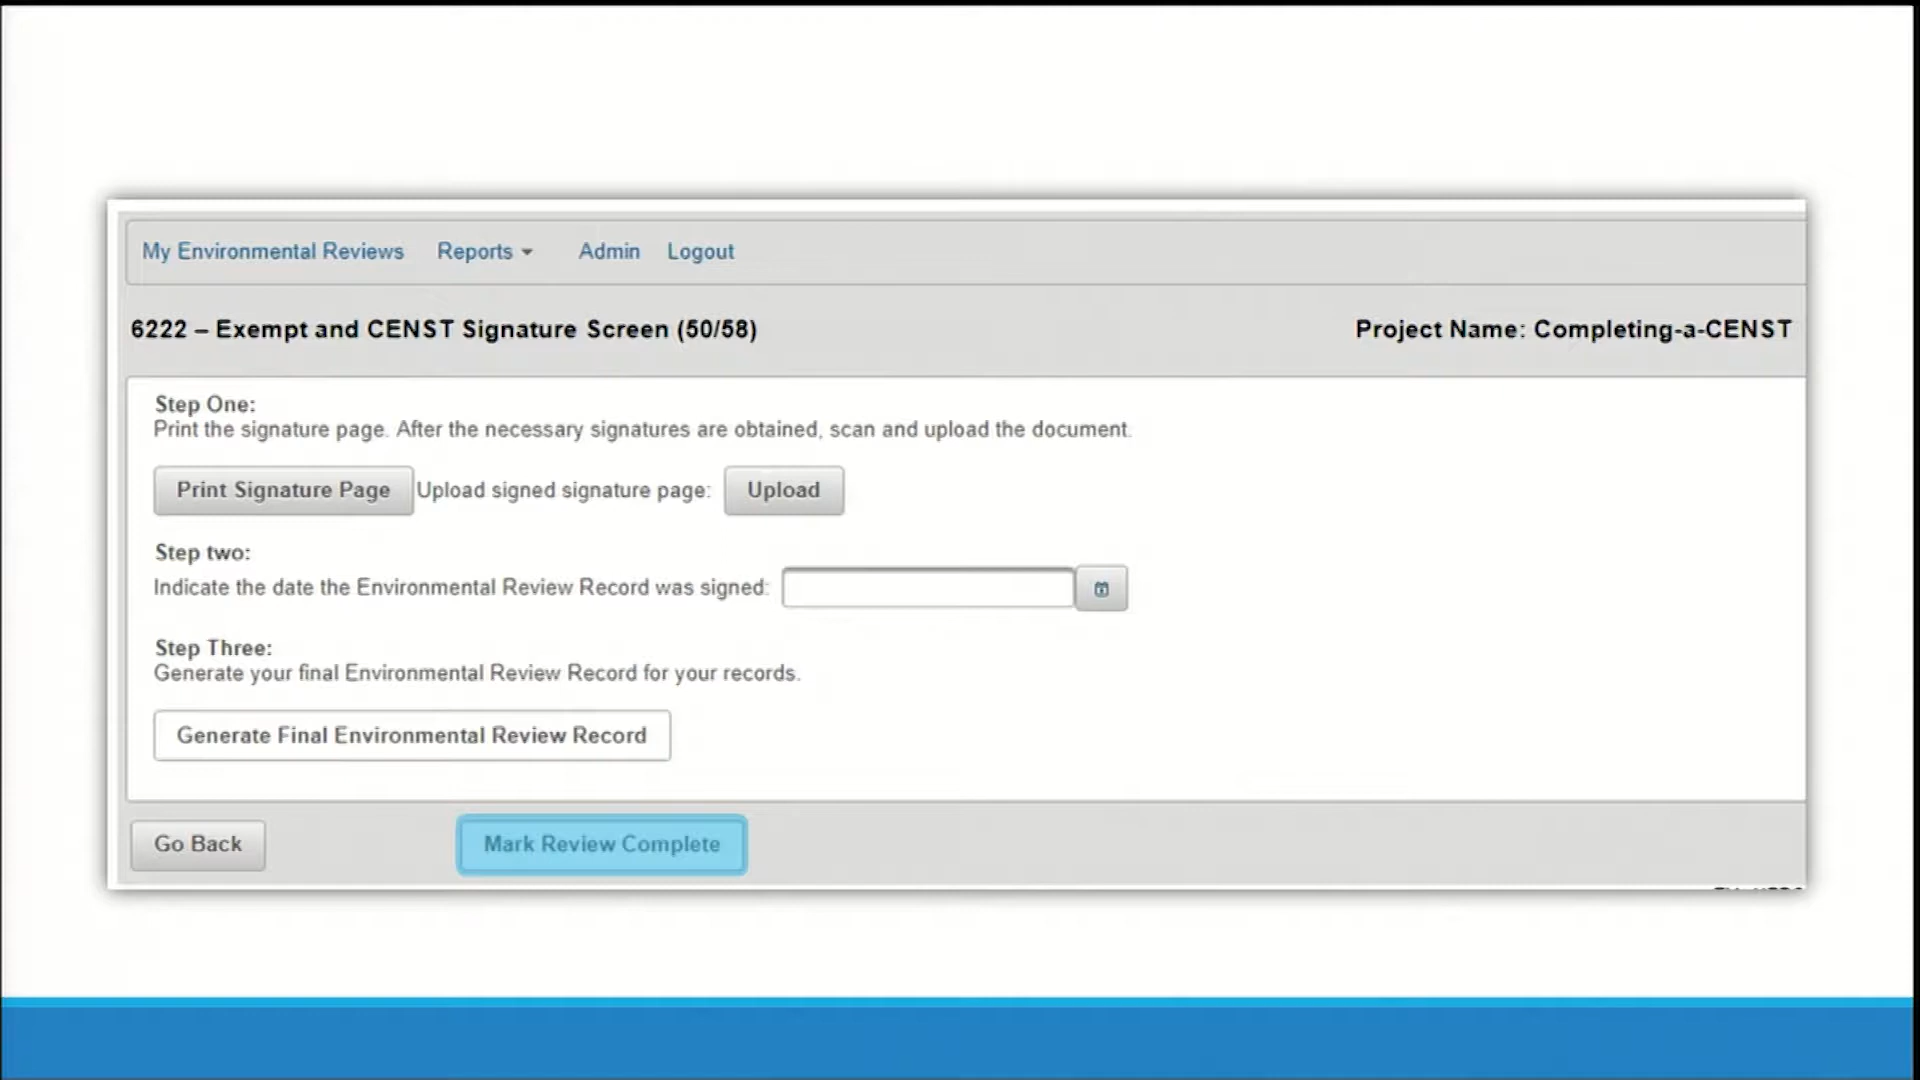 My Environmental Reviews Reports Admin Logout
6222 – Exempt and CENST Signature Screen (50/58) Project Name: Completing-a-CENST
Step One:
Print the signature page. After the necessary signatures are obtained, scan and upload the document.
Print Signature Page Upload signed signature page: Upload
Step two:
Indicate the date the Environmental Review Record was signed:
Step Three:
Generate your final Environmental Review Record for your records.
Generate Final Environmental Review Record
Go Back Mark Review Complete